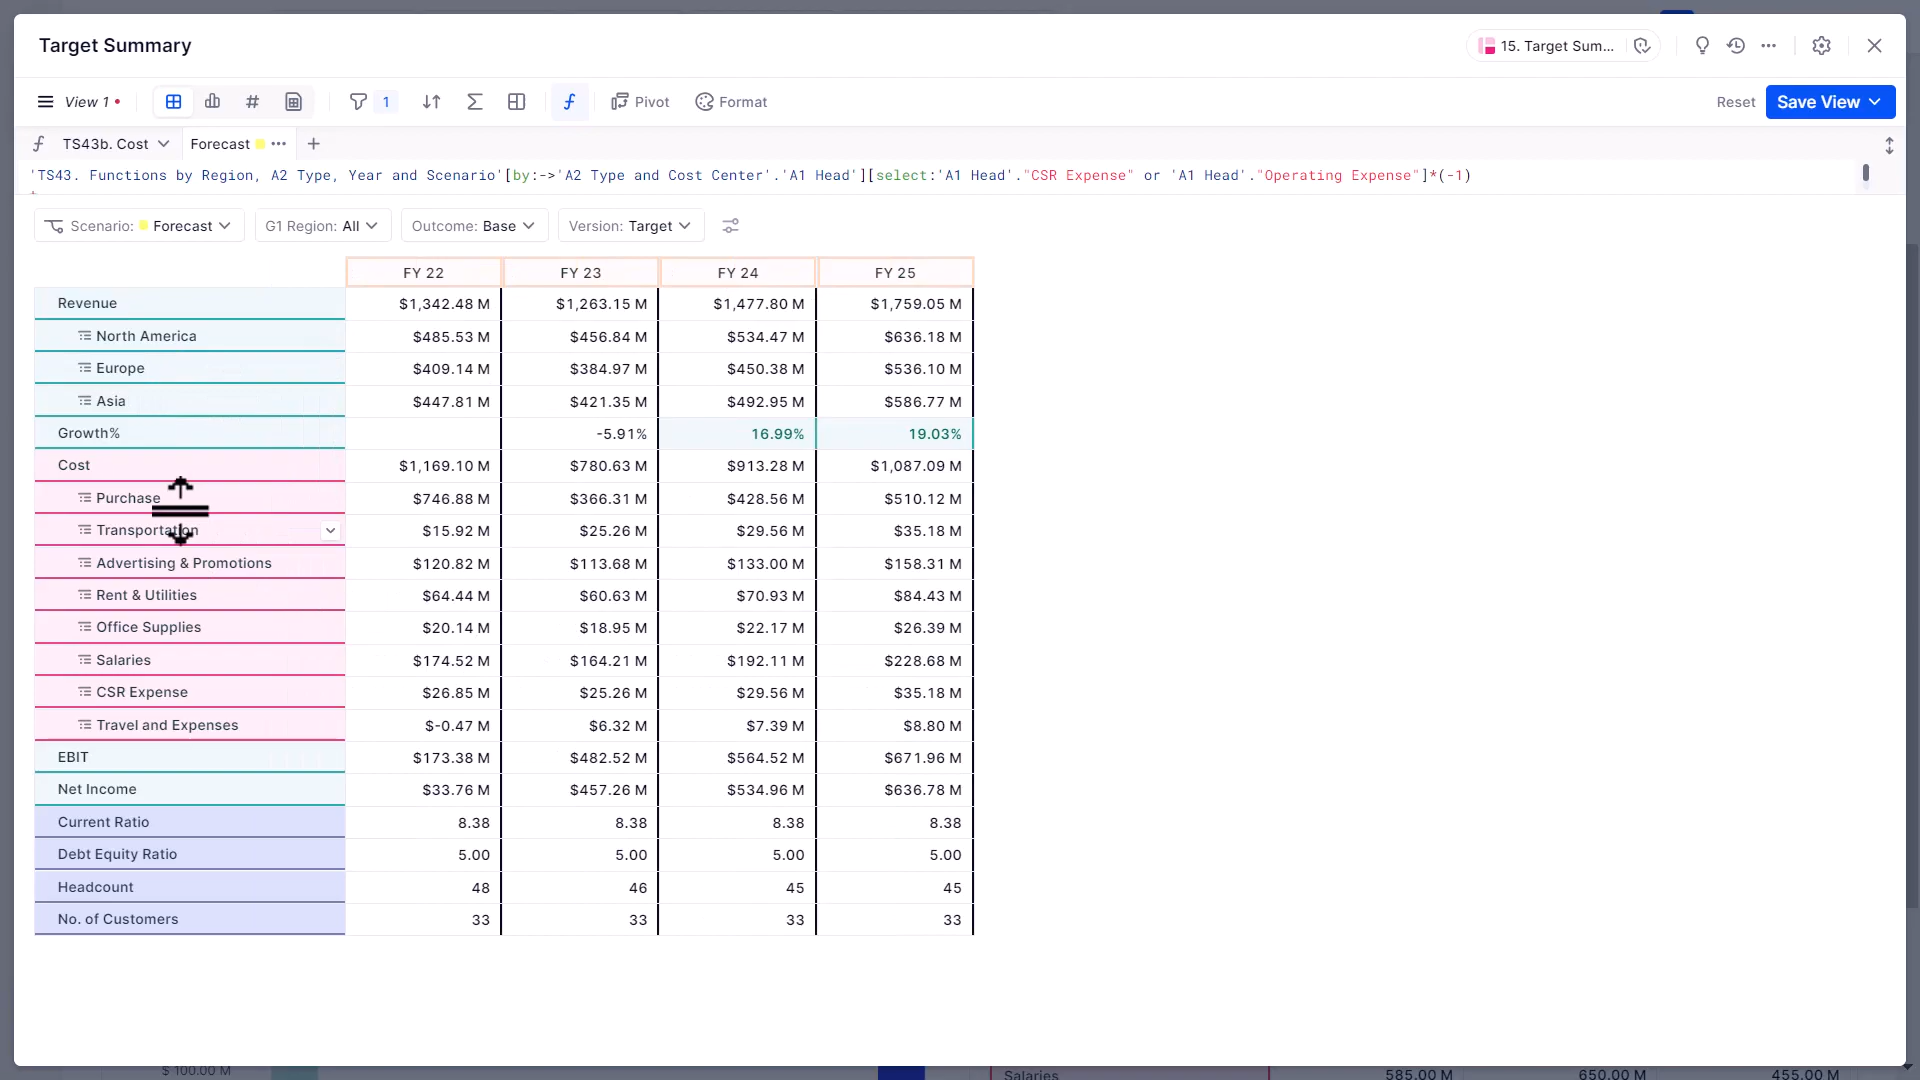 Target Summary
15. Target Sum...
View 1
1
Pivot
Format
Reset
Save View
TS43b. Cost
Forecast
'TS43. Functions by Region, A2 Type, Year and Scenario'[by:->'A2 Type and Cost Center'.'A1 Head'][select:'A1 Head'."CSR Expense" or 'A1 Head'."Operating Expense"]*(-1)
Scenario: Forecast
G1 Region: All
Outcome: Base
Version: Target
FY 22 FY 23 FY 24 FY 25
Revenue $1,342.48 M $1,263.15 M $1,477.80 M $1,759.05 M
North America $485.53 M $456.84 M $534.47 M $636.18 M
Europe $409.14 M $384.97 M $450.38 M $536.10 M
Asia $447.81 M $421.35 M $492.95 M $586.77 M
Growth% -5.91% 16.99% 19.03%
Cost $1,169.10 M $780.63 M $913.28 M $1,087.09 M
Purchase $746.88 M $366.31 M $428.56 M $510.12 M
Transportation $15.92 M $25.26 M $29.56 M $35.18 M
Advertising & Promotions $120.82 M $113.68 M $133.00 M $158.31 M
Rent & Utilities $64.44 M $60.63 M $70.93 M $84.43 M
Office Supplies $20.14 M $18.95 M $22.17 M $26.39 M
Salaries $174.52 M $164.21 M $192.11 M $228.68 M
CSR Expense $26.85 M $25.26 M $29.56 M $35.18 M
Travel and Expenses $-0.47 M $6.32 M $7.39 M $8.80 M
EBIT $173.38 M $482.52 M $564.52 M $671.96 M
Net Income $33.76 M $457.26 M $534.96 M $636.78 M
Current Ratio 8.38 8.38 8.38 8.38
Debt Equity Ratio 5.00 5.00 5.00 5.00
Headcount 48 46 45 45
No. of Customers 33 33 33 33
$ 100.00 M
Salaries 585.00 M 650.00 M 455.00 M